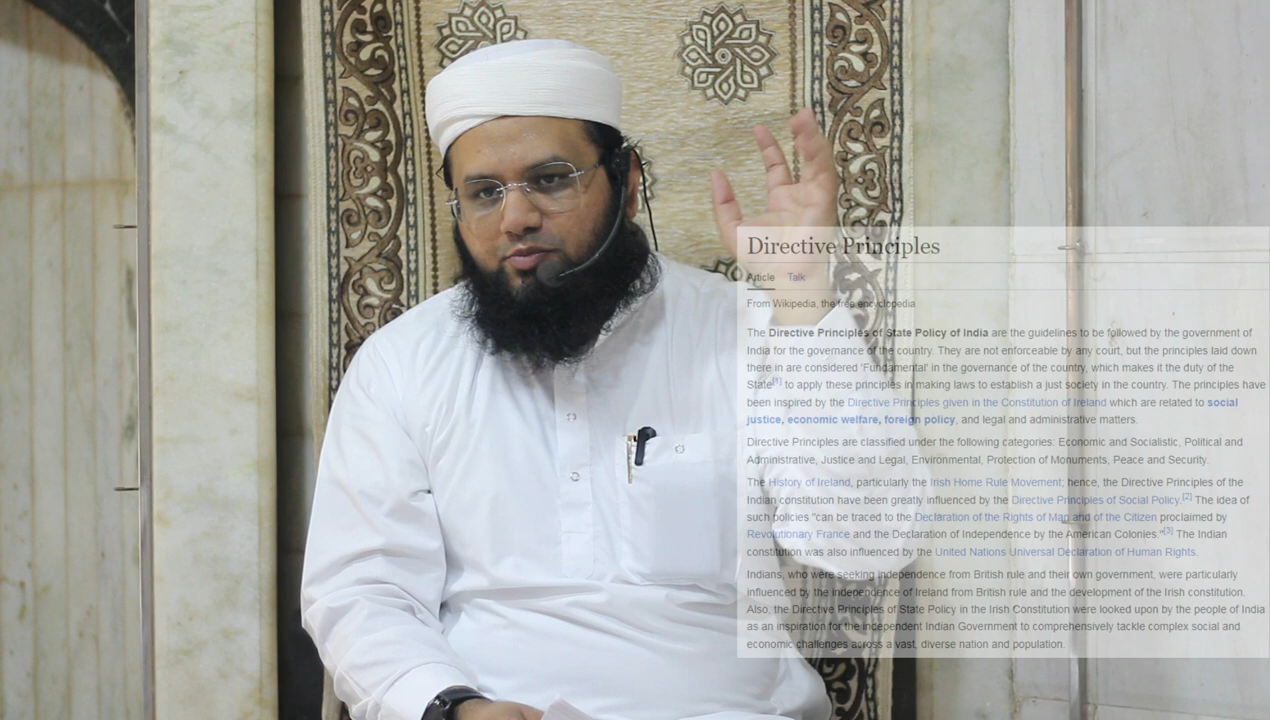 Directive Principles
Article Talk
From Wikipedia, the free encyclopedia
The Directive Principles of State Policy of India are the guidelines to be followed by the government of
India for the governance of the country. They are not enforceable by any court, but the principles laid down
there in are considered 'Fundamental' in the governance of the country, which makes it the duty of the
State[1] to apply these principles in making laws to establish a just society in the country. The principles have
been inspired by the Directive Principles given in the Constitution of Ireland which are related to social
justice, economic welfare, foreign policy, and legal and administrative matters.
Directive Principles are classified under the following categories: Economic and Socialistic, Political and
Administrative, Justice and Legal, Environmental, Protection of Monuments, Peace and Security.
The History of Ireland, particularly the Irish Home Rule Movement; hence, the Directive Principles of the
Indian constitution have been greatly influenced by the Directive Principles of Social Policy.[2] The idea of
such policies "can be traced to the Declaration of the Rights of Man and of the Citizen proclaimed by
Revolutionary France and the Declaration of Independence by the American Colonies."[3] The Indian
constitution was also influenced by the United Nations Universal Declaration of Human Rights.
Indians, who were seeking independence from British rule and their own government, were particularly
influenced by the independence of Ireland from British rule and the development of the Irish constitution.
Also, the Directive Principles of State Policy in the Irish Constitution were looked upon by the people of India
as an inspiration for the independent Indian Government to comprehensively tackle complex social and
economic challenges across a vast, diverse nation and population.